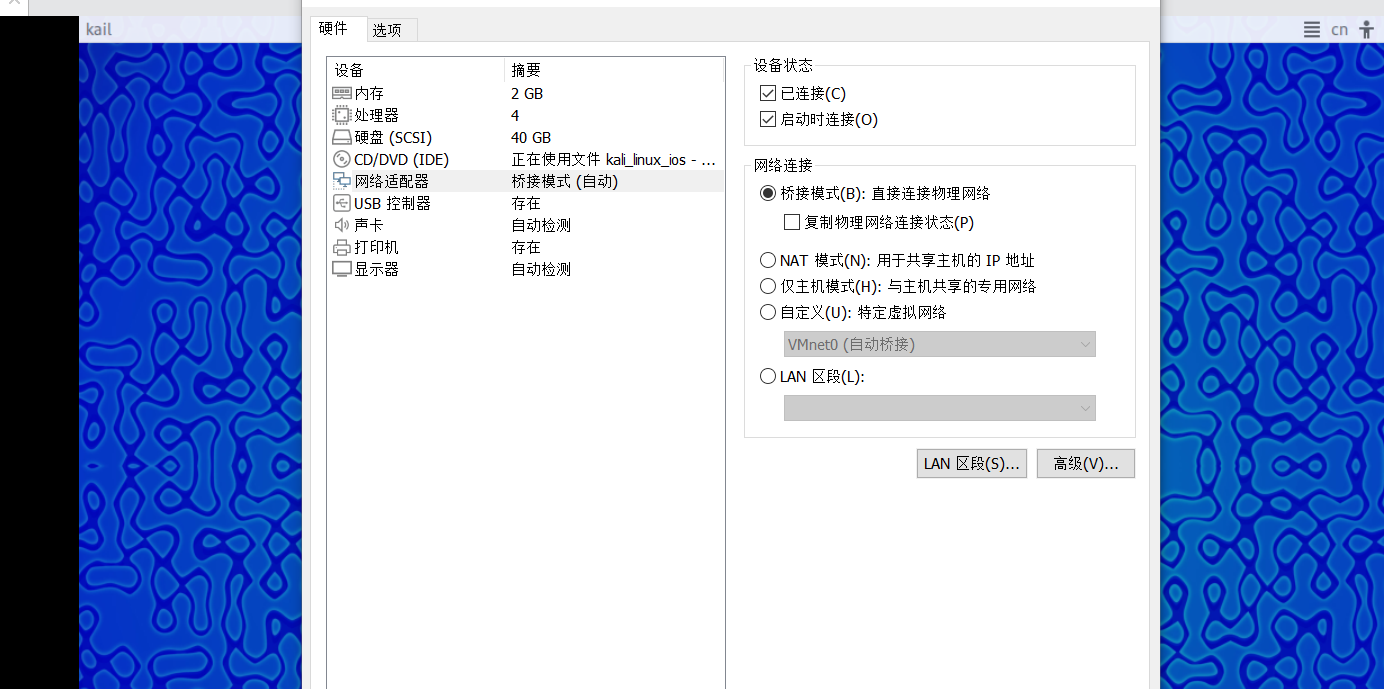 kail
cn
硬件 选项
设备 摘要
内存 2 GB
处理器 4
硬盘 (SCSI) 40 GB
CD/DVD (IDE) 正在使用文件 kali_linux_ios - ...
网络适配器 桥接模式 (自动)
USB 控制器 存在
声卡 自动检测
打印机 存在
显示器 自动检测
设备状态
已连接(C)
启动时连接(O)
网络连接
桥接模式(B): 直接连接物理网络
复制物理网络连接状态(P)
NAT 模式(N): 用于共享主机的 IP 地址
仅主机模式(H): 与主机共享的专用网络
自定义(U): 特定虚拟网络
VMnet0 (自动桥接)
LAN 区段(L):
LAN 区段(S)... 高级(V)...